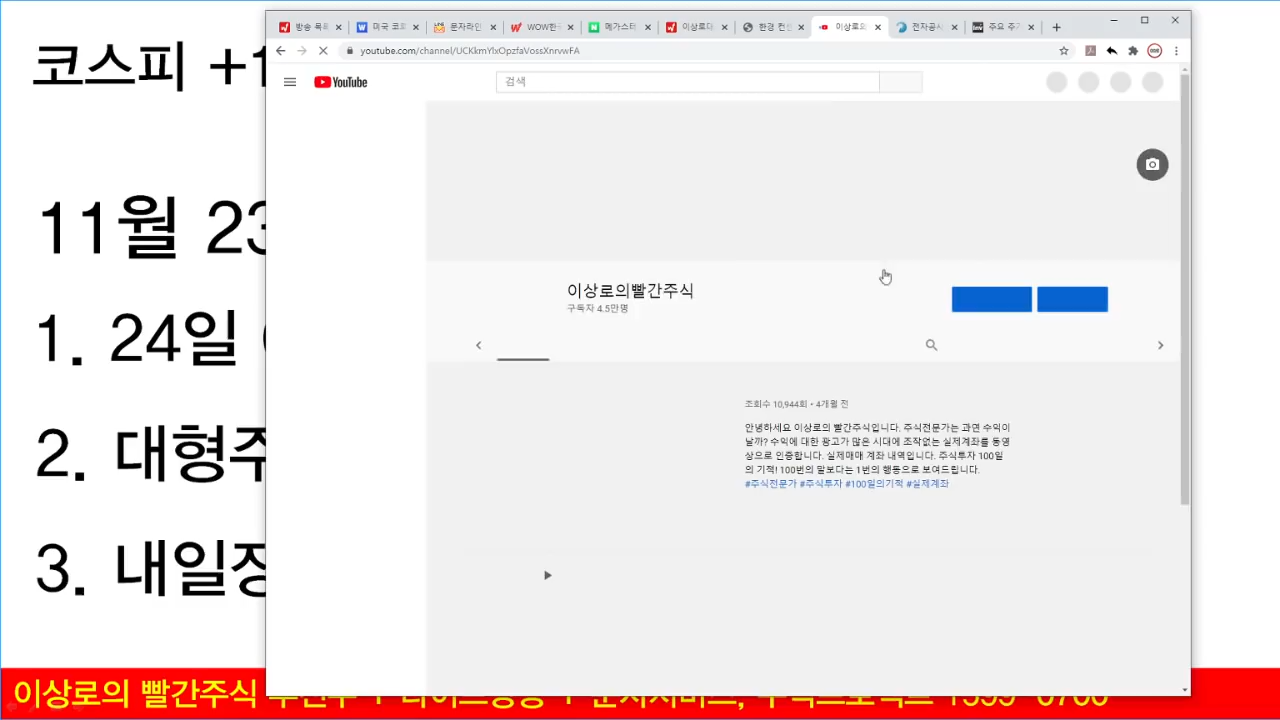 코스피
11월 23
1. 24일
2. 대형주
3. 내일장
방송 목
미국 코
문자라인
WOW한
메가스터
이상로다
한경 컨센
이상로의
전자공시
주요 주가
youtube.com/channel/UCKkmYlxOpzfaVossXnrvwFA
YouTube
검색
이상로의빨간주식
구독자 4.5만명
조회수 10,944회 • 4개월 전
안녕하세요 이상로의 빨간주식입니다. 주식전문가는 과연 수익이
날까? 수익에 대한 광고가 많은 시대에 조작없는 실제계좌를 동영
상으로 인증합니다. 실제매매 계좌 내역입니다. 주식투자 100일
의 기적! 100번의 말보다는 1번의 행동으로 보여드립니다.
#주식전문가 #주식투자 #100일의기적 #실제계좌
이상로의 빨간주식